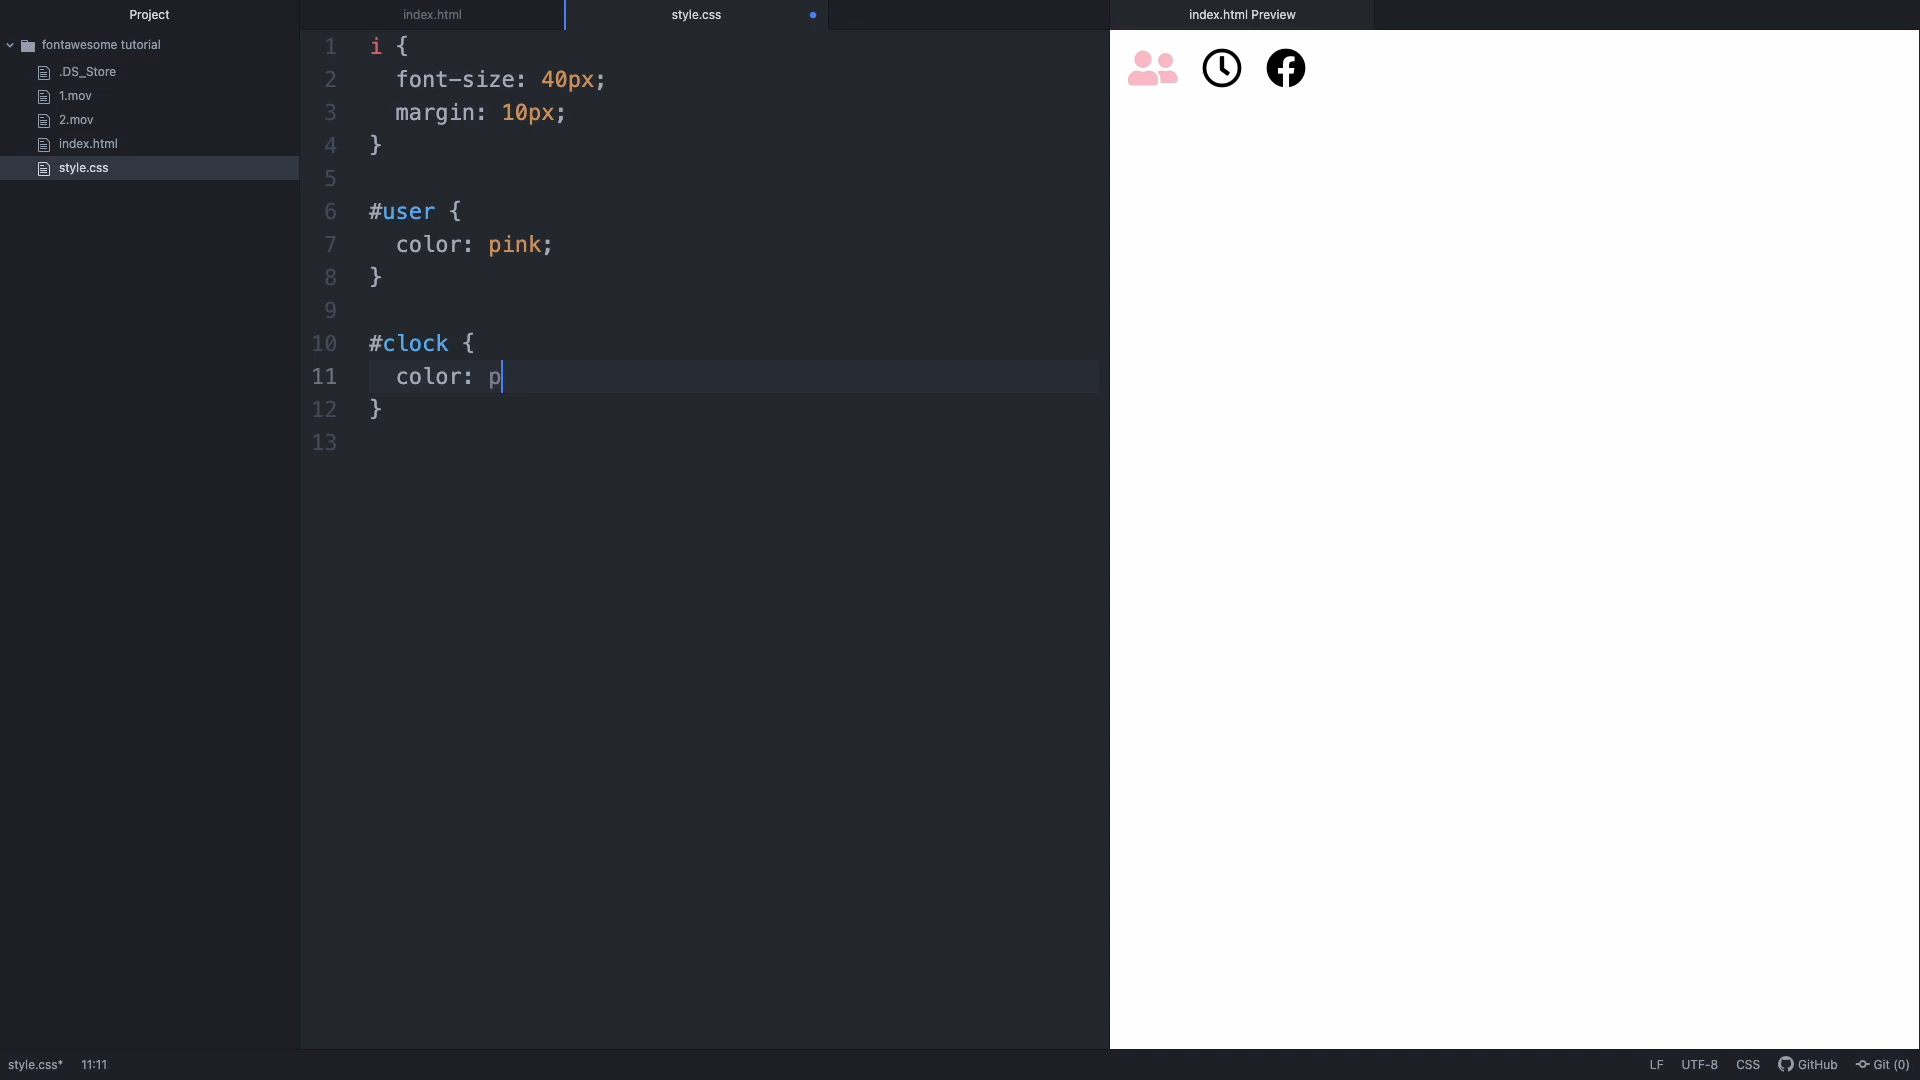 Project
fontawesome tutorial
.DS_Store
1.mov
2.mov
index.html
style.css
index.html
style.css
1 i {
2   font-size: 40px;
3   margin: 10px;
4 }
5
6 #user {
7   color: pink;
8 }
9
10 #clock {
11   color: p
12 }
13
index.html Preview
style.css* 11:11
LF UTF-8 CSS GitHub Git (0)